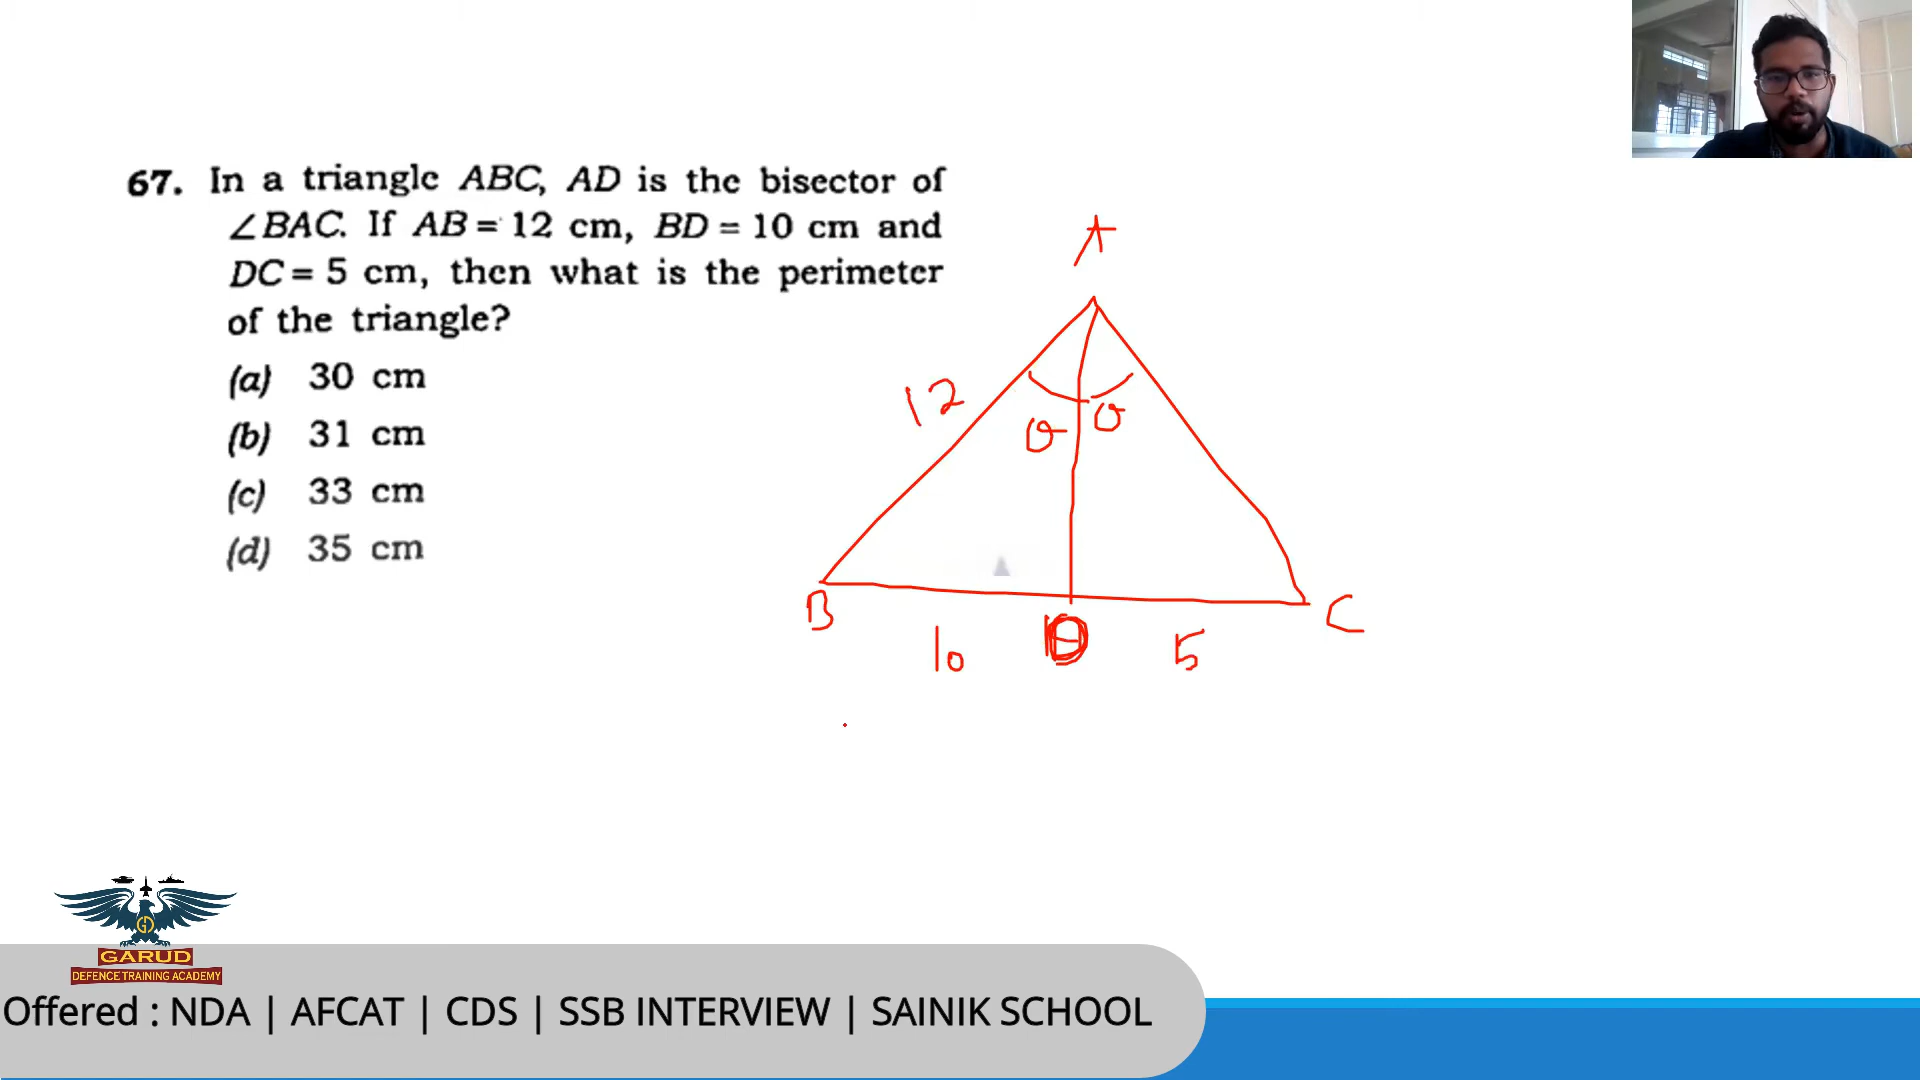 67. In a triangle ABC, AD is the bisector of
∠BAC. If AB = 12 cm, BD = 10 cm and
DC = 5 cm, then what is the perimeter
of the triangle?
(a) 30 cm
(b) 31 cm
(c) 33 cm
(d) 35 cm
A
12
θ θ
B
D
C
10
5
GD
GARUD
DEFENCE TRAINING ACADEMY
Offered : NDA | AFCAT | CDS | SSB INTERVIEW | SAINIK SCHOOL